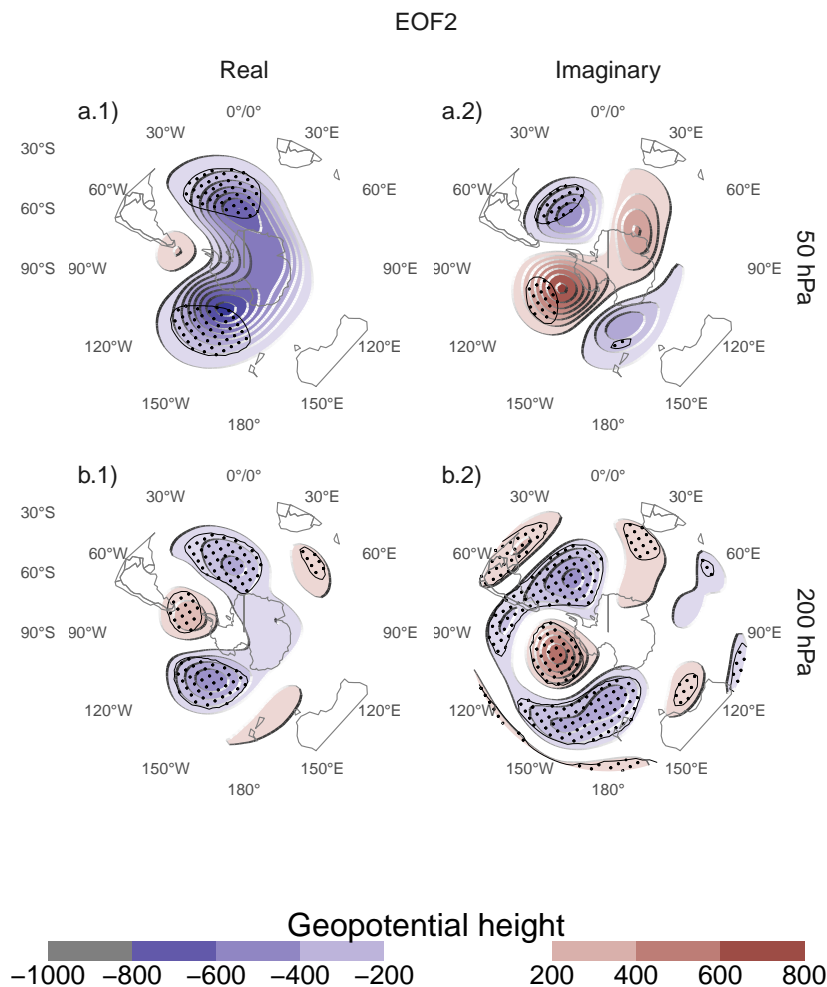 EOF2
Real Imaginary
a.1) 0°/0° a.2) 0°/0°
30°W 30°E 30°W 30°E
30°S
60°W 60°E 60°W 60°E
60°S
90°S 90°W 90°E 90°W 90°E
50 hPa
120°W 120°E 120°W 120°E
150°W 150°E 150°W 150°E
180° 180°
b.1) 0°/0° b.2) 0°/0°
30°W 30°E 30°W 30°E
30°S
60°W 60°E 60°W 60°E
60°S
90°S 90°W 90°E 90°W 90°E
200 hPa
120°W 120°E 120°W 120°E
150°W 150°E 150°W 150°E
180° 180°
Geopotential height
−1000 −800 −600 −400 −200 200 400 600 800